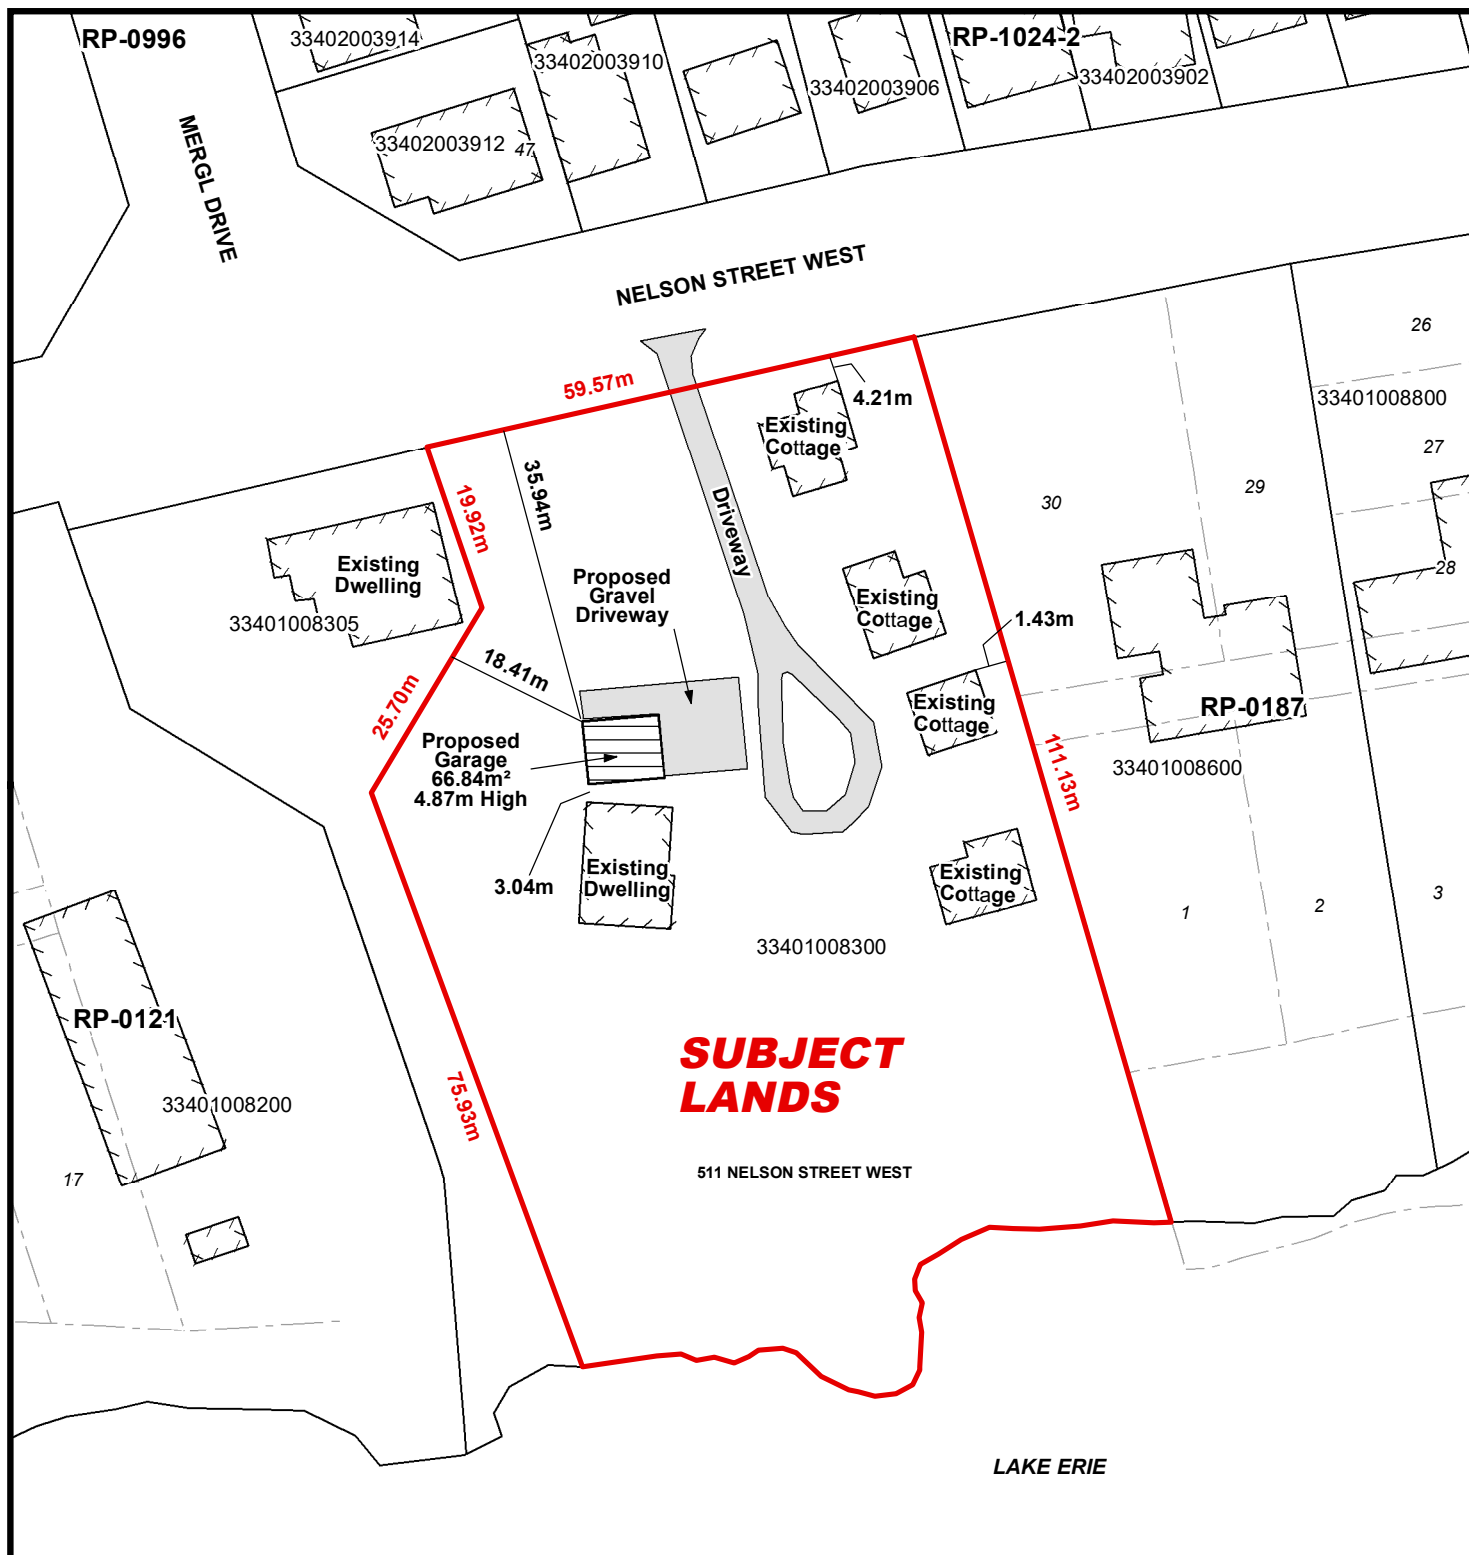 RP-0996
33402003914
33402003910
RP-1024-2
33402003906
33402003902
33402003912
47
MERGL DRIVE
NELSON STREET WEST
26
59.57m
4.21m
33401008800
Existing
Cottage
27
19.92m
35.94m
Driveway
30
29
Existing
Dwelling
33401008305
Proposed
Gravel
Driveway
28
Existing
Cottage
1.43m
18.41m
25.70m
Existing
Cottage
RP-0187
Proposed
Garage
66.84m²
4.87m High
111.13m
33401008600
3.04m
Existing
Dwelling
Existing
Cottage
1
2
3
33401008300
RP-0121
SUBJECT
LANDS
75.93m
33401008200
17
511 NELSON STREET WEST
LAKE ERIE